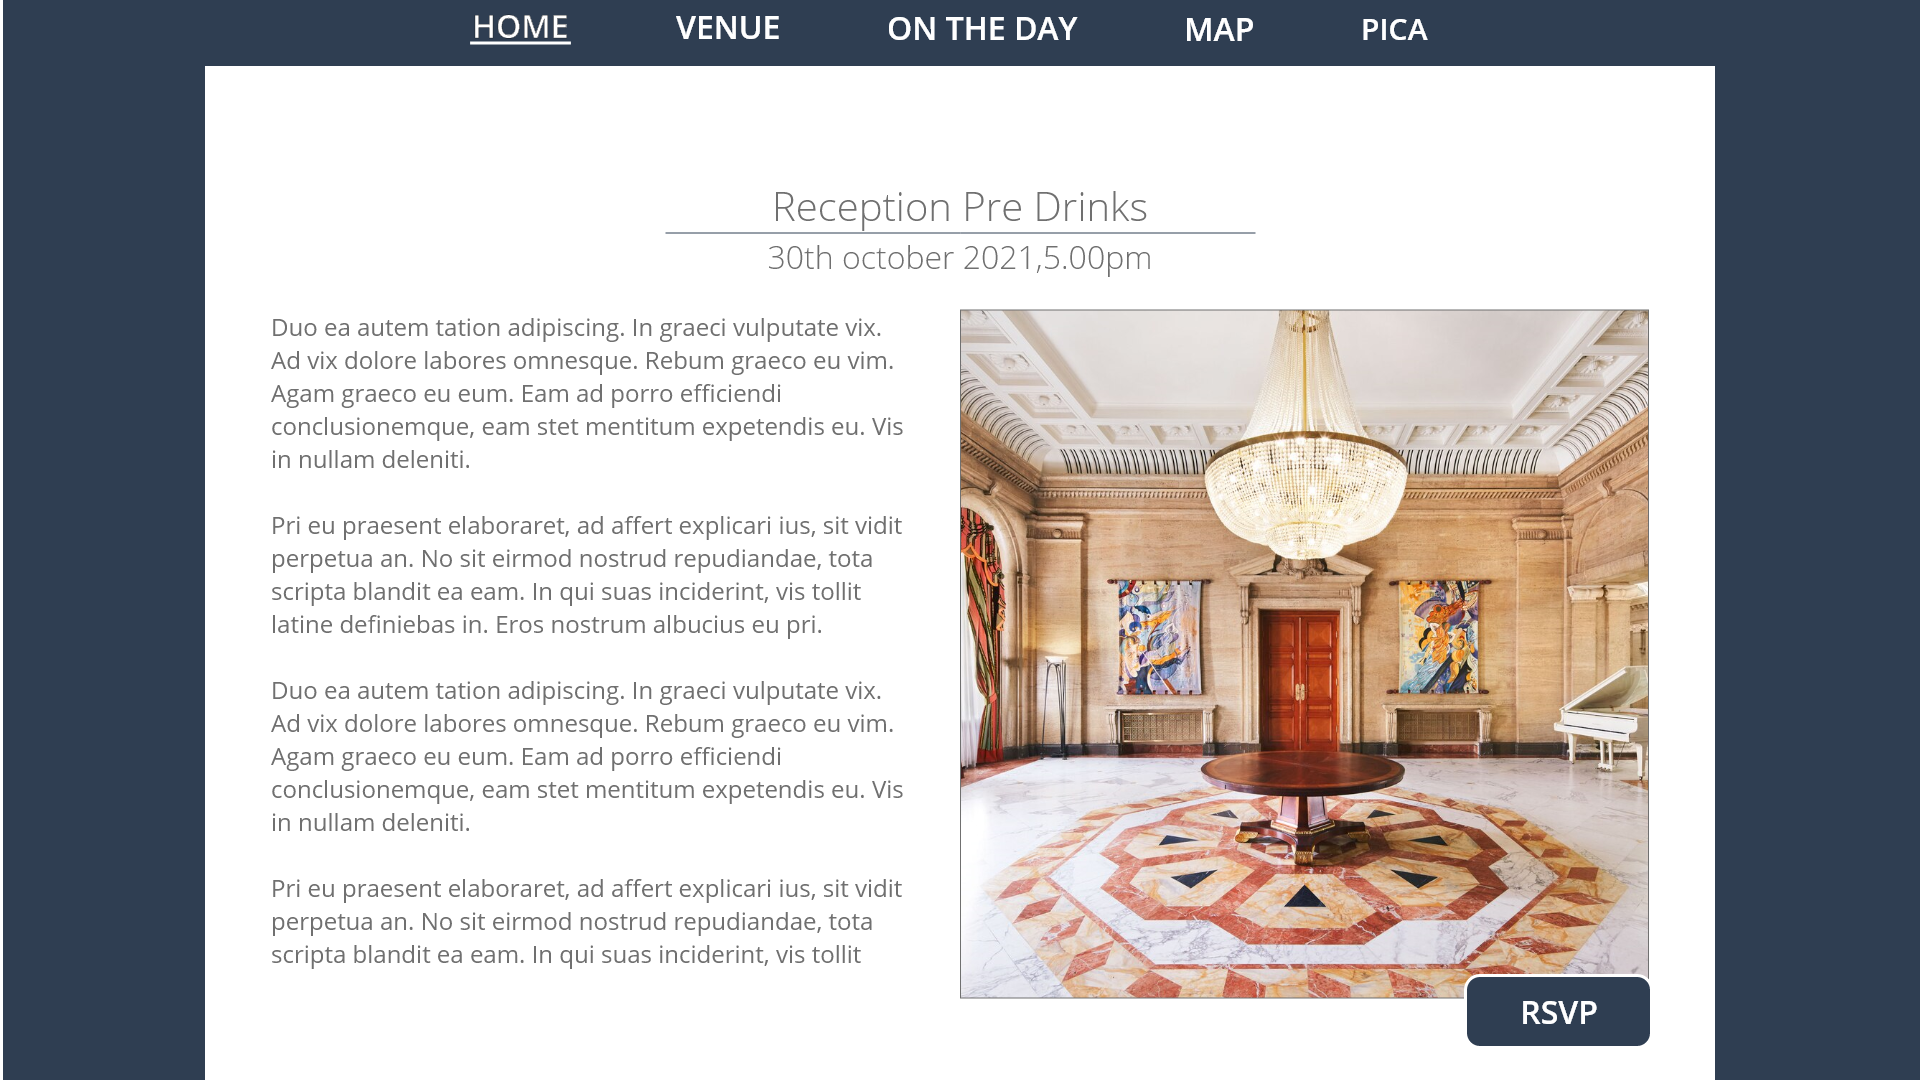 HOME VENUE ON THE DAY MAP PICA
Reception Pre Drinks
30th october 2021,5.00pm
Duo ea autem tation adipiscing. In graeci vulputate vix.
Ad vix dolore labores omnesque. Rebum graeco eu vim.
Agam graeco eu eum. Eam ad porro efficiendi
conclusionemque, eam stet mentitum expetendis eu. Vis
in nullam deleniti.
Pri eu praesent elaboraret, ad affert explicari ius, sit vidit
perpetua an. No sit eirmod nostrud repudiandae, tota
scripta blandit ea eam. In qui suas inciderint, vis tollit
latine definiebas in. Eros nostrum albucius eu pri.
Duo ea autem tation adipiscing. In graeci vulputate vix.
Ad vix dolore labores omnesque. Rebum graeco eu vim.
Agam graeco eu eum. Eam ad porro efficiendi
conclusionemque, eam stet mentitum expetendis eu. Vis
in nullam deleniti.
Pri eu praesent elaboraret, ad affert explicari ius, sit vidit
perpetua an. No sit eirmod nostrud repudiandae, tota
scripta blandit ea eam. In qui suas inciderint, vis tollit
RSVP